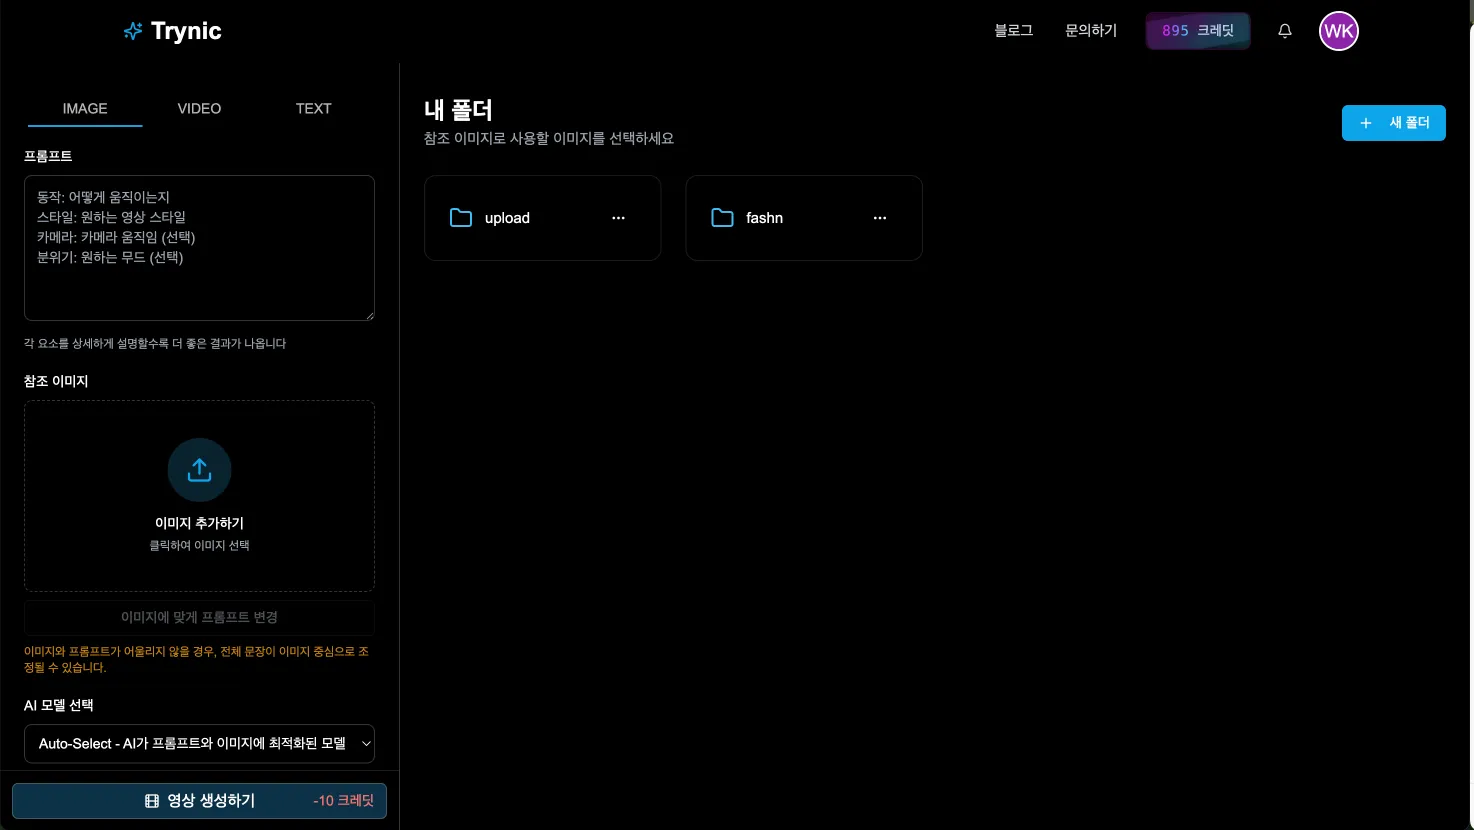 Trynic
블로그
문의하기
895 크레딧
WK
IMAGE
VIDEO
TEXT
프롬프트
동작: 어떻게 움직이는지
스타일: 원하는 영상 스타일
카메라: 카메라 움직임 (선택)
분위기: 원하는 무드 (선택)
각 요소를 상세하게 설명할수록 더 좋은 결과가 나옵니다
참조 이미지
이미지 추가하기
클릭하여 이미지 선택
이미지에 맞게 프롬프트 변경
이미지와 프롬프트가 어울리지 않을 경우, 전체 문장이 이미지 중심으로 조
정될 수 있습니다.
AI 모델 선택
Auto-Select - AI가 프롬프트와 이미지에 최적화된 모델
영상 생성하기
-10 크레딧
내 폴더
참조 이미지로 사용할 이미지를 선택하세요
+ 새 폴더
upload
...
fashn
...